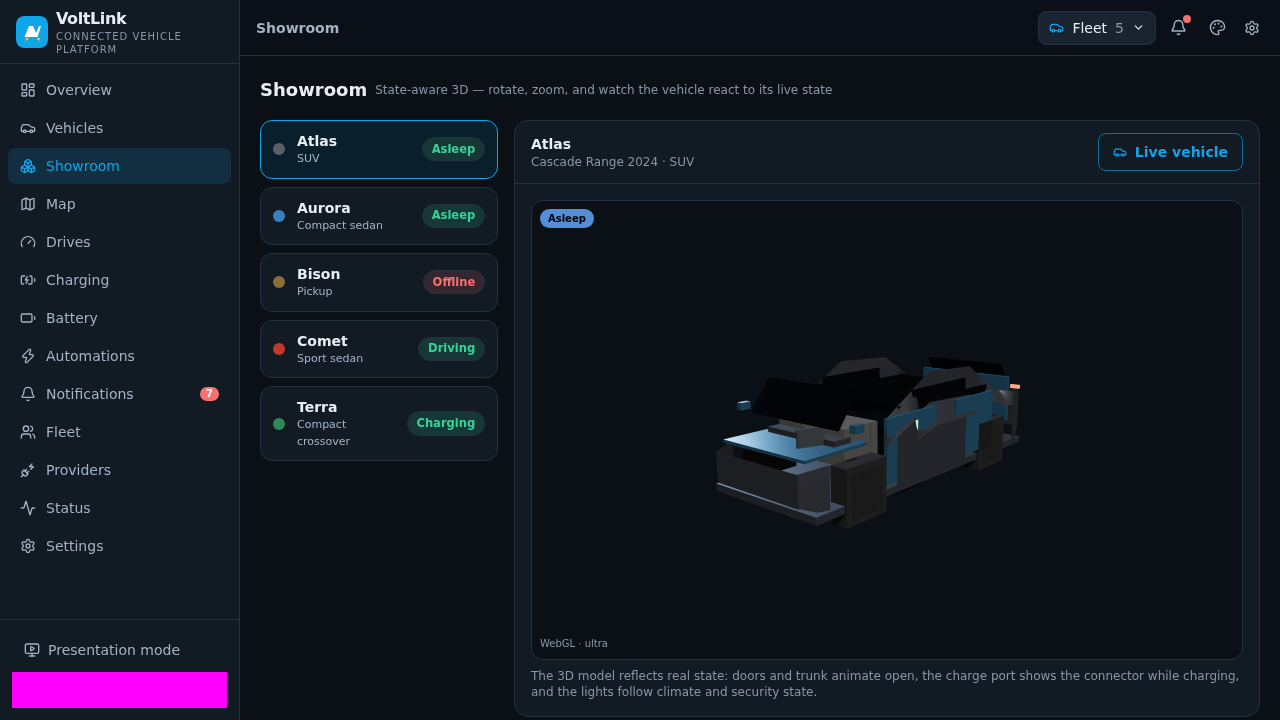 VoltLink
CONNECTED VEHICLE
PLATFORM
Overview
Vehicles
Showroom
Map
Drives
Charging
Battery
Automations
Notifications 7
Fleet
Providers
Status
Settings
Presentation mode
Showroom
Fleet 5
Showroom State-aware 3D — rotate, zoom, and watch the vehicle react to its live state
Atlas
SUV
Asleep
Aurora
Compact sedan
Asleep
Bison
Pickup
Offline
Comet
Sport sedan
Driving
Terra
Compact
crossover
Charging
Atlas
Cascade Range 2024 · SUV
Live vehicle
Asleep
WebGL · ultra
The 3D model reflects real state: doors and trunk animate open, the charge port shows the connector while charging,
and the lights follow climate and security state.